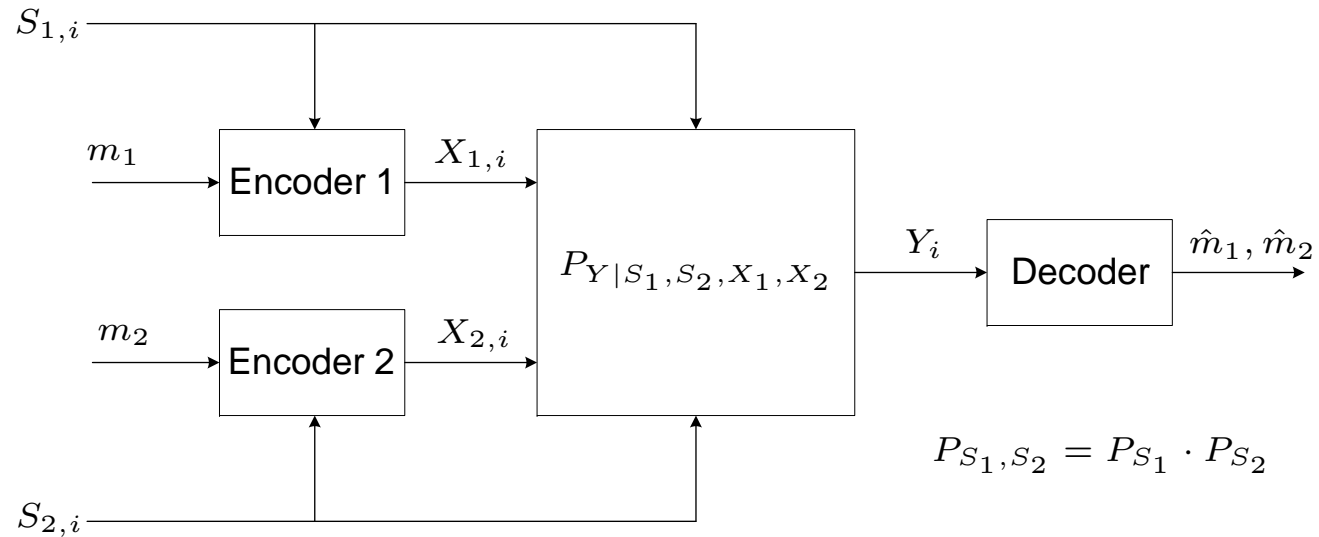 S_{1,i}
m_1
Encoder 1
X_{1,i}
P_{Y|S_1,S_2,X_1,X_2}
Y_i
Decoder
\hat{m}_1, \hat{m}_2
m_2
Encoder 2
X_{2,i}
P_{S_1,S_2} = P_{S_1} \cdot P_{S_2}
S_{2,i}